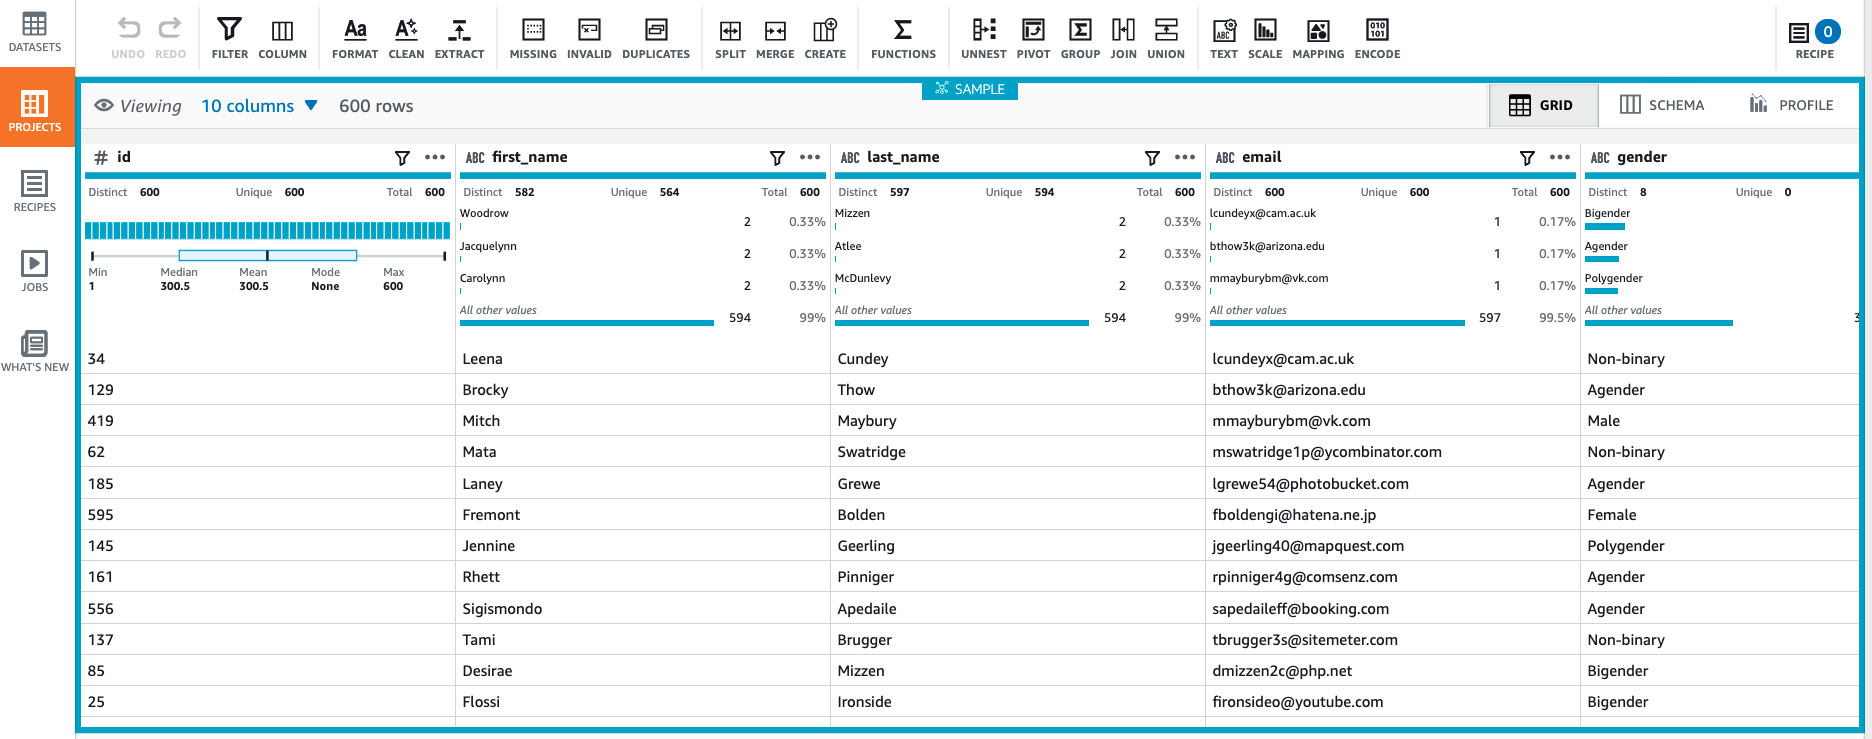 DATASETS
PROJECTS
RECIPES
JOBS
WHAT'S NEW
UNDO REDO FILTER COLUMN FORMAT CLEAN EXTRACT MISSING INVALID DUPLICATES SPLIT MERGE CREATE FUNCTIONS UNNEST PIVOT GROUP JOIN UNION TEXT SCALE MAPPING ENCODE RECIPE
0
SAMPLE
Viewing 10 columns 600 rows GRID SCHEMA PROFILE
# id ABC first_name ABC last_name ABC email ABC gender
Distinct 600 Unique 600 Total 600 Distinct 582 Unique 564 Total 600 Distinct 597 Unique 594 Total 600 Distinct 600 Unique 600 Total 600 Distinct 8 Unique 0
Woodrow 2 0.33% Mizzen 2 0.33% lcundeyx@cam.ac.uk 1 0.17% Bigender
Jacquelynn 2 0.33% Atlee 2 0.33% bthow3k@arizona.edu 1 0.17% Agender
Min Median Mean Mode Max
1 300.5 300.5 None 600
Carolynn 2 0.33% McDunlevy 2 0.33% mmayburybm@vk.com 1 0.17% Polygender
All other values 594 99% All other values 594 99% All other values 597 99.5% All other values
34 Leena Cundey lcundeyx@cam.ac.uk Non-binary
129 Brocky Thow bthow3k@arizona.edu Agender
419 Mitch Maybury mmayburybm@vk.com Male
62 Mata Swatridge mswatridge1p@ycombinator.com Non-binary
185 Laney Grewe lgrewe54@photobucket.com Agender
595 Fremont Bolden fboldengi@hatena.ne.jp Female
145 Jennine Geerling jgeerling40@mapquest.com Polygender
161 Rhett Pinniger rpinniger4g@comsenz.com Agender
556 Sigismondo Apedaile sapedaileff@booking.com Agender
137 Tami Brugger tbrugger3s@sitemeter.com Non-binary
85 Desirae Mizzen dmizzen2c@php.net Bigender
25 Flossi Ironside fironsideo@youtube.com Bigender